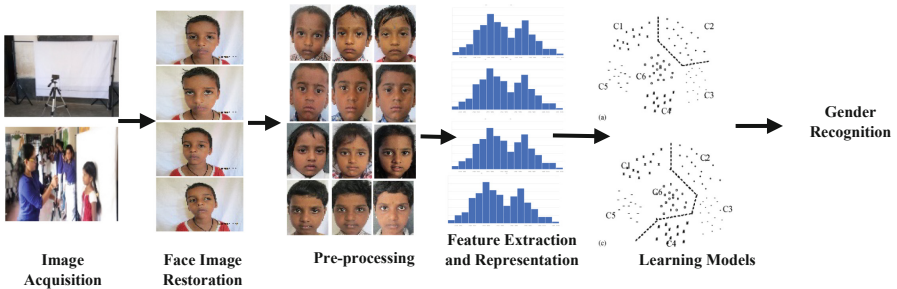 C1
C2
C6
C5
C3
C4
(a)
C1
C2
C6
C5
C3
C4
(c)
Gender
Recognition
Image
Acquisition
Face Image
Restoration
Pre-processing
Feature Extraction
and Representation
Learning Models